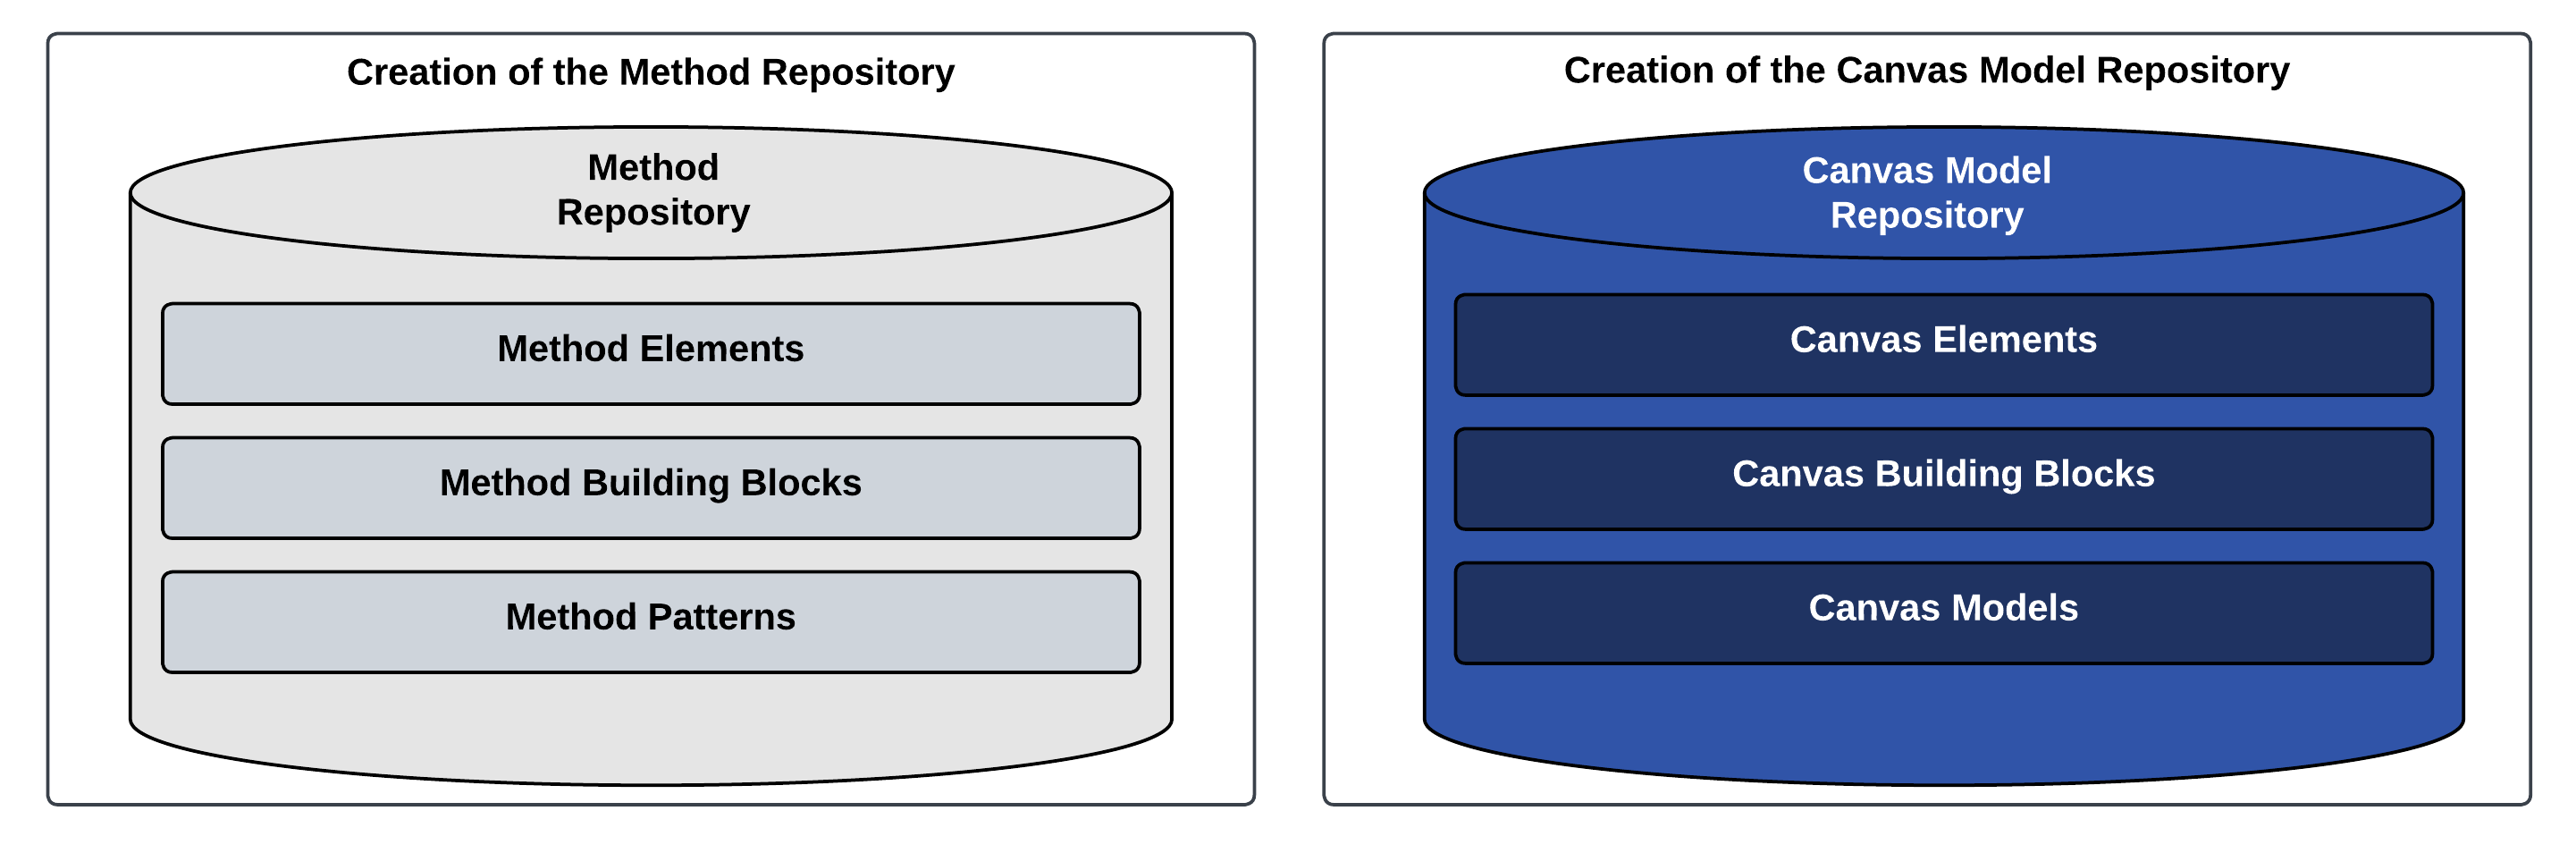 Creation of the Method Repository
Method
Repository
Method Elements
Method Building Blocks
Method Patterns
Creation of the Canvas Model Repository
Canvas Model
Repository
Canvas Elements
Canvas Building Blocks
Canvas Models